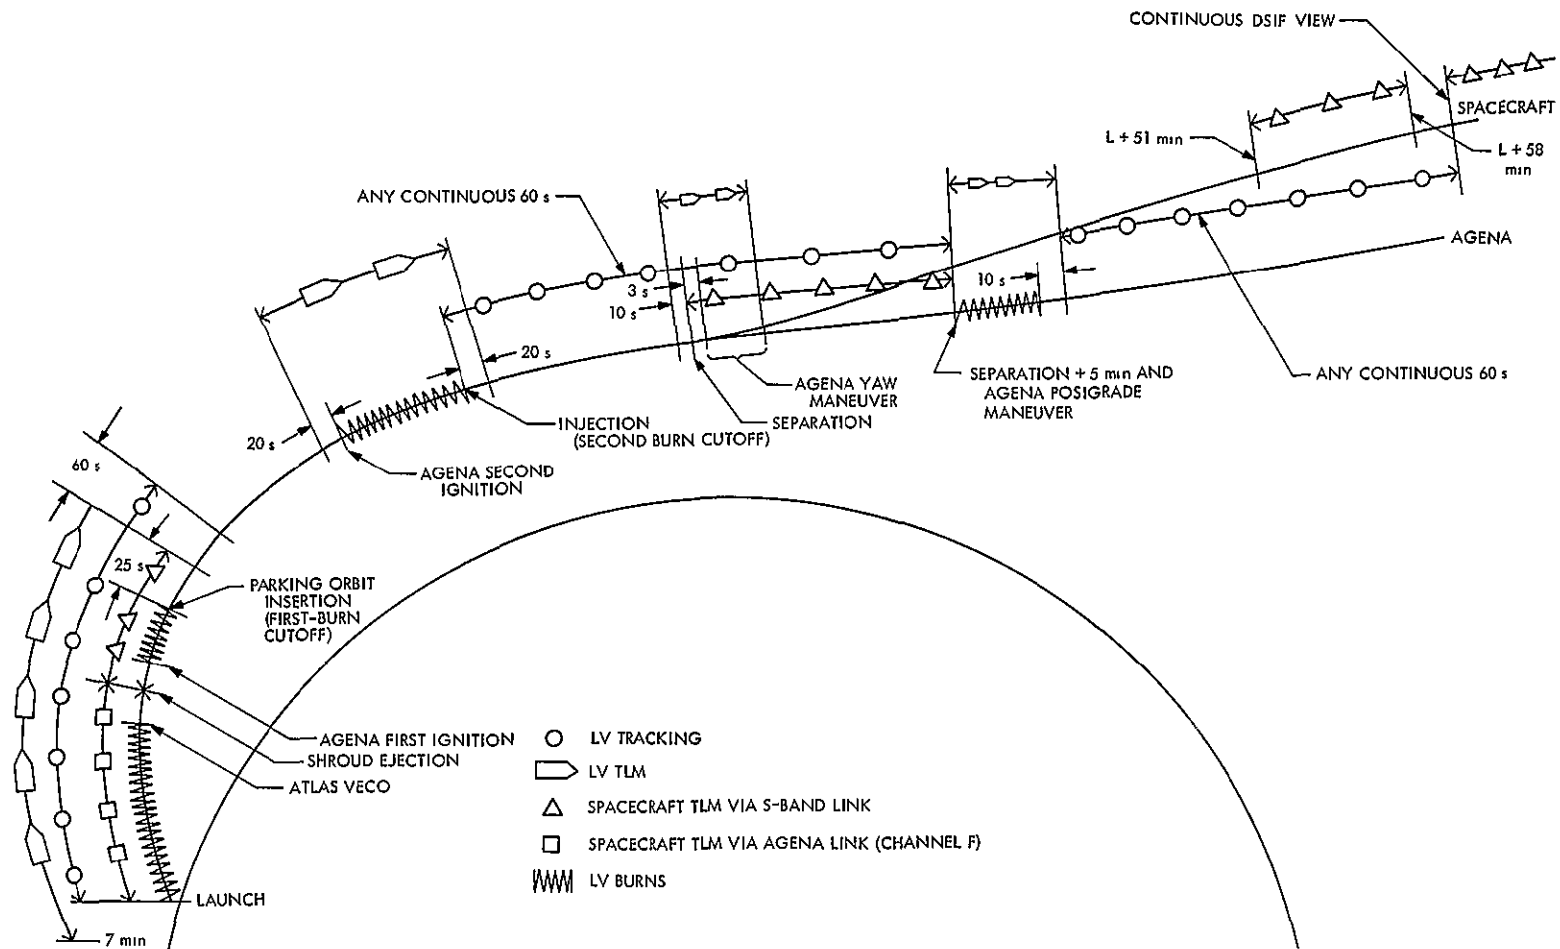 CONTINUOUS DSIF VIEW
SPACECRAFT
L + 51 min
L + 58
min
ANY CONTINUOUS 60 s
AGENA
3 s
10 s
10 s
20 s
AGENA YAW
MANEUVER
SEPARATION + 5 min AND
AGENA POSIGRADE
MANEUVER
ANY CONTINUOUS 60 s
INJECTION
(SECOND BURN CUTOFF)
SEPARATION
20 s
AGENA SECOND
IGNITION
60 s
25 s
PARKING ORBIT
INSERTION
(FIRST-BURN
CUTOFF)
AGENA FIRST IGNITION
SHROUD EJECTION
ATLAS VECO
LAUNCH
7 min
LV TRACKING
LV TLM
SPACECRAFT TLM VIA S-BAND LINK
SPACECRAFT TLM VIA AGENA LINK (CHANNEL F)
LV BURNS